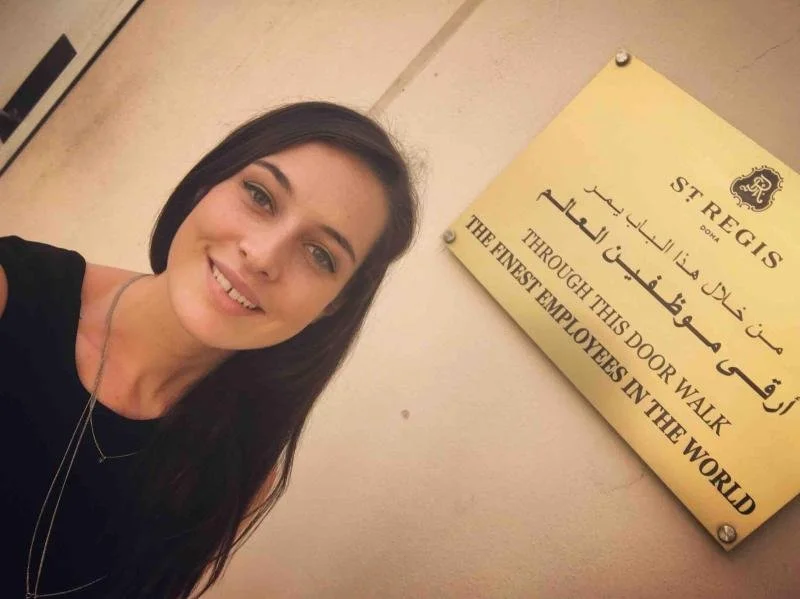 ST REGIS
DOHA
من خلال هذا الباب يمر
أرقى موظفين العالم
THROUGH THIS DOOR WALK
THE FINEST EMPLOYEES IN THE WORLD